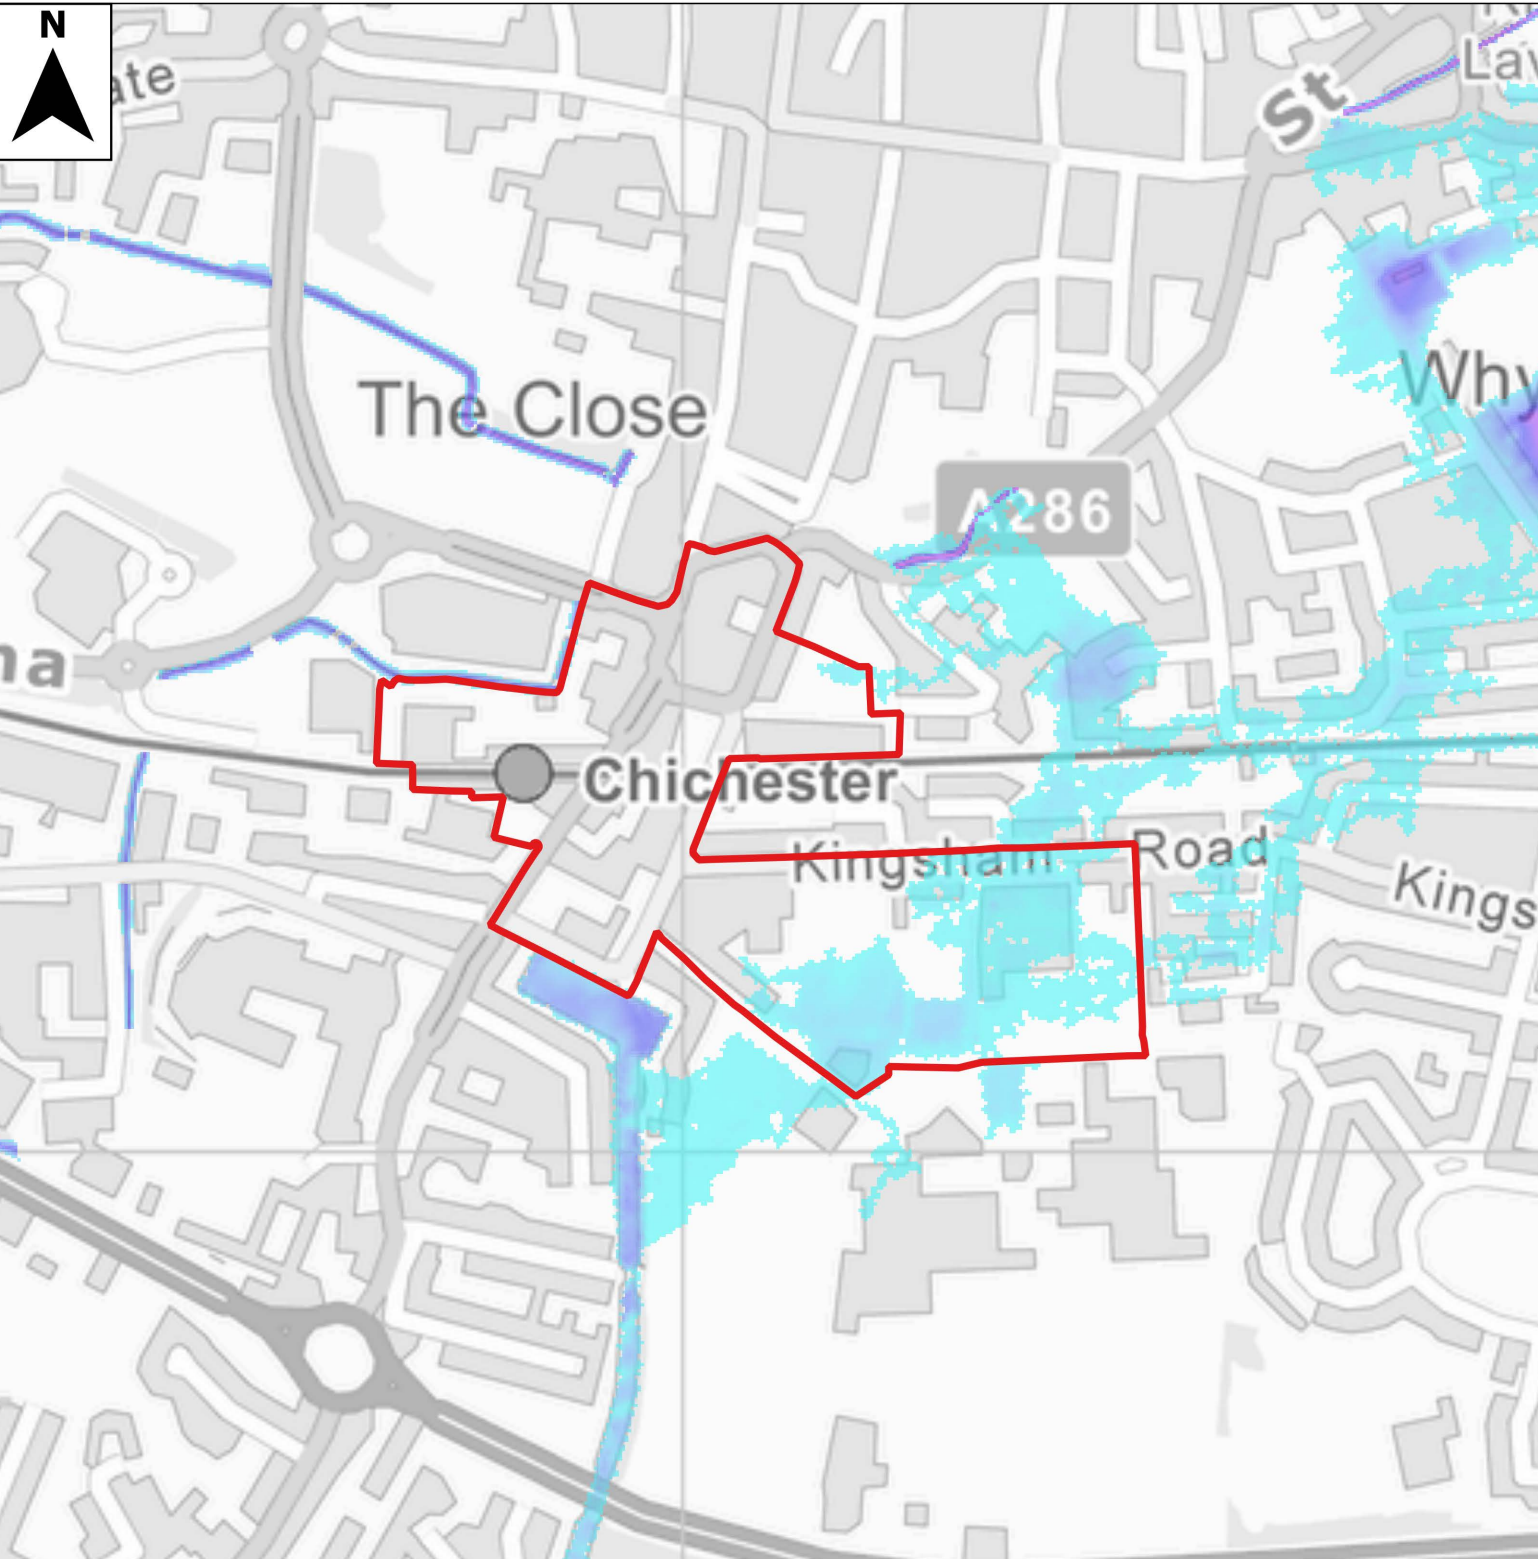 N
ate
St
Lav
The Close
Why
A286
na
Chichester
Kingsham Road
Kings